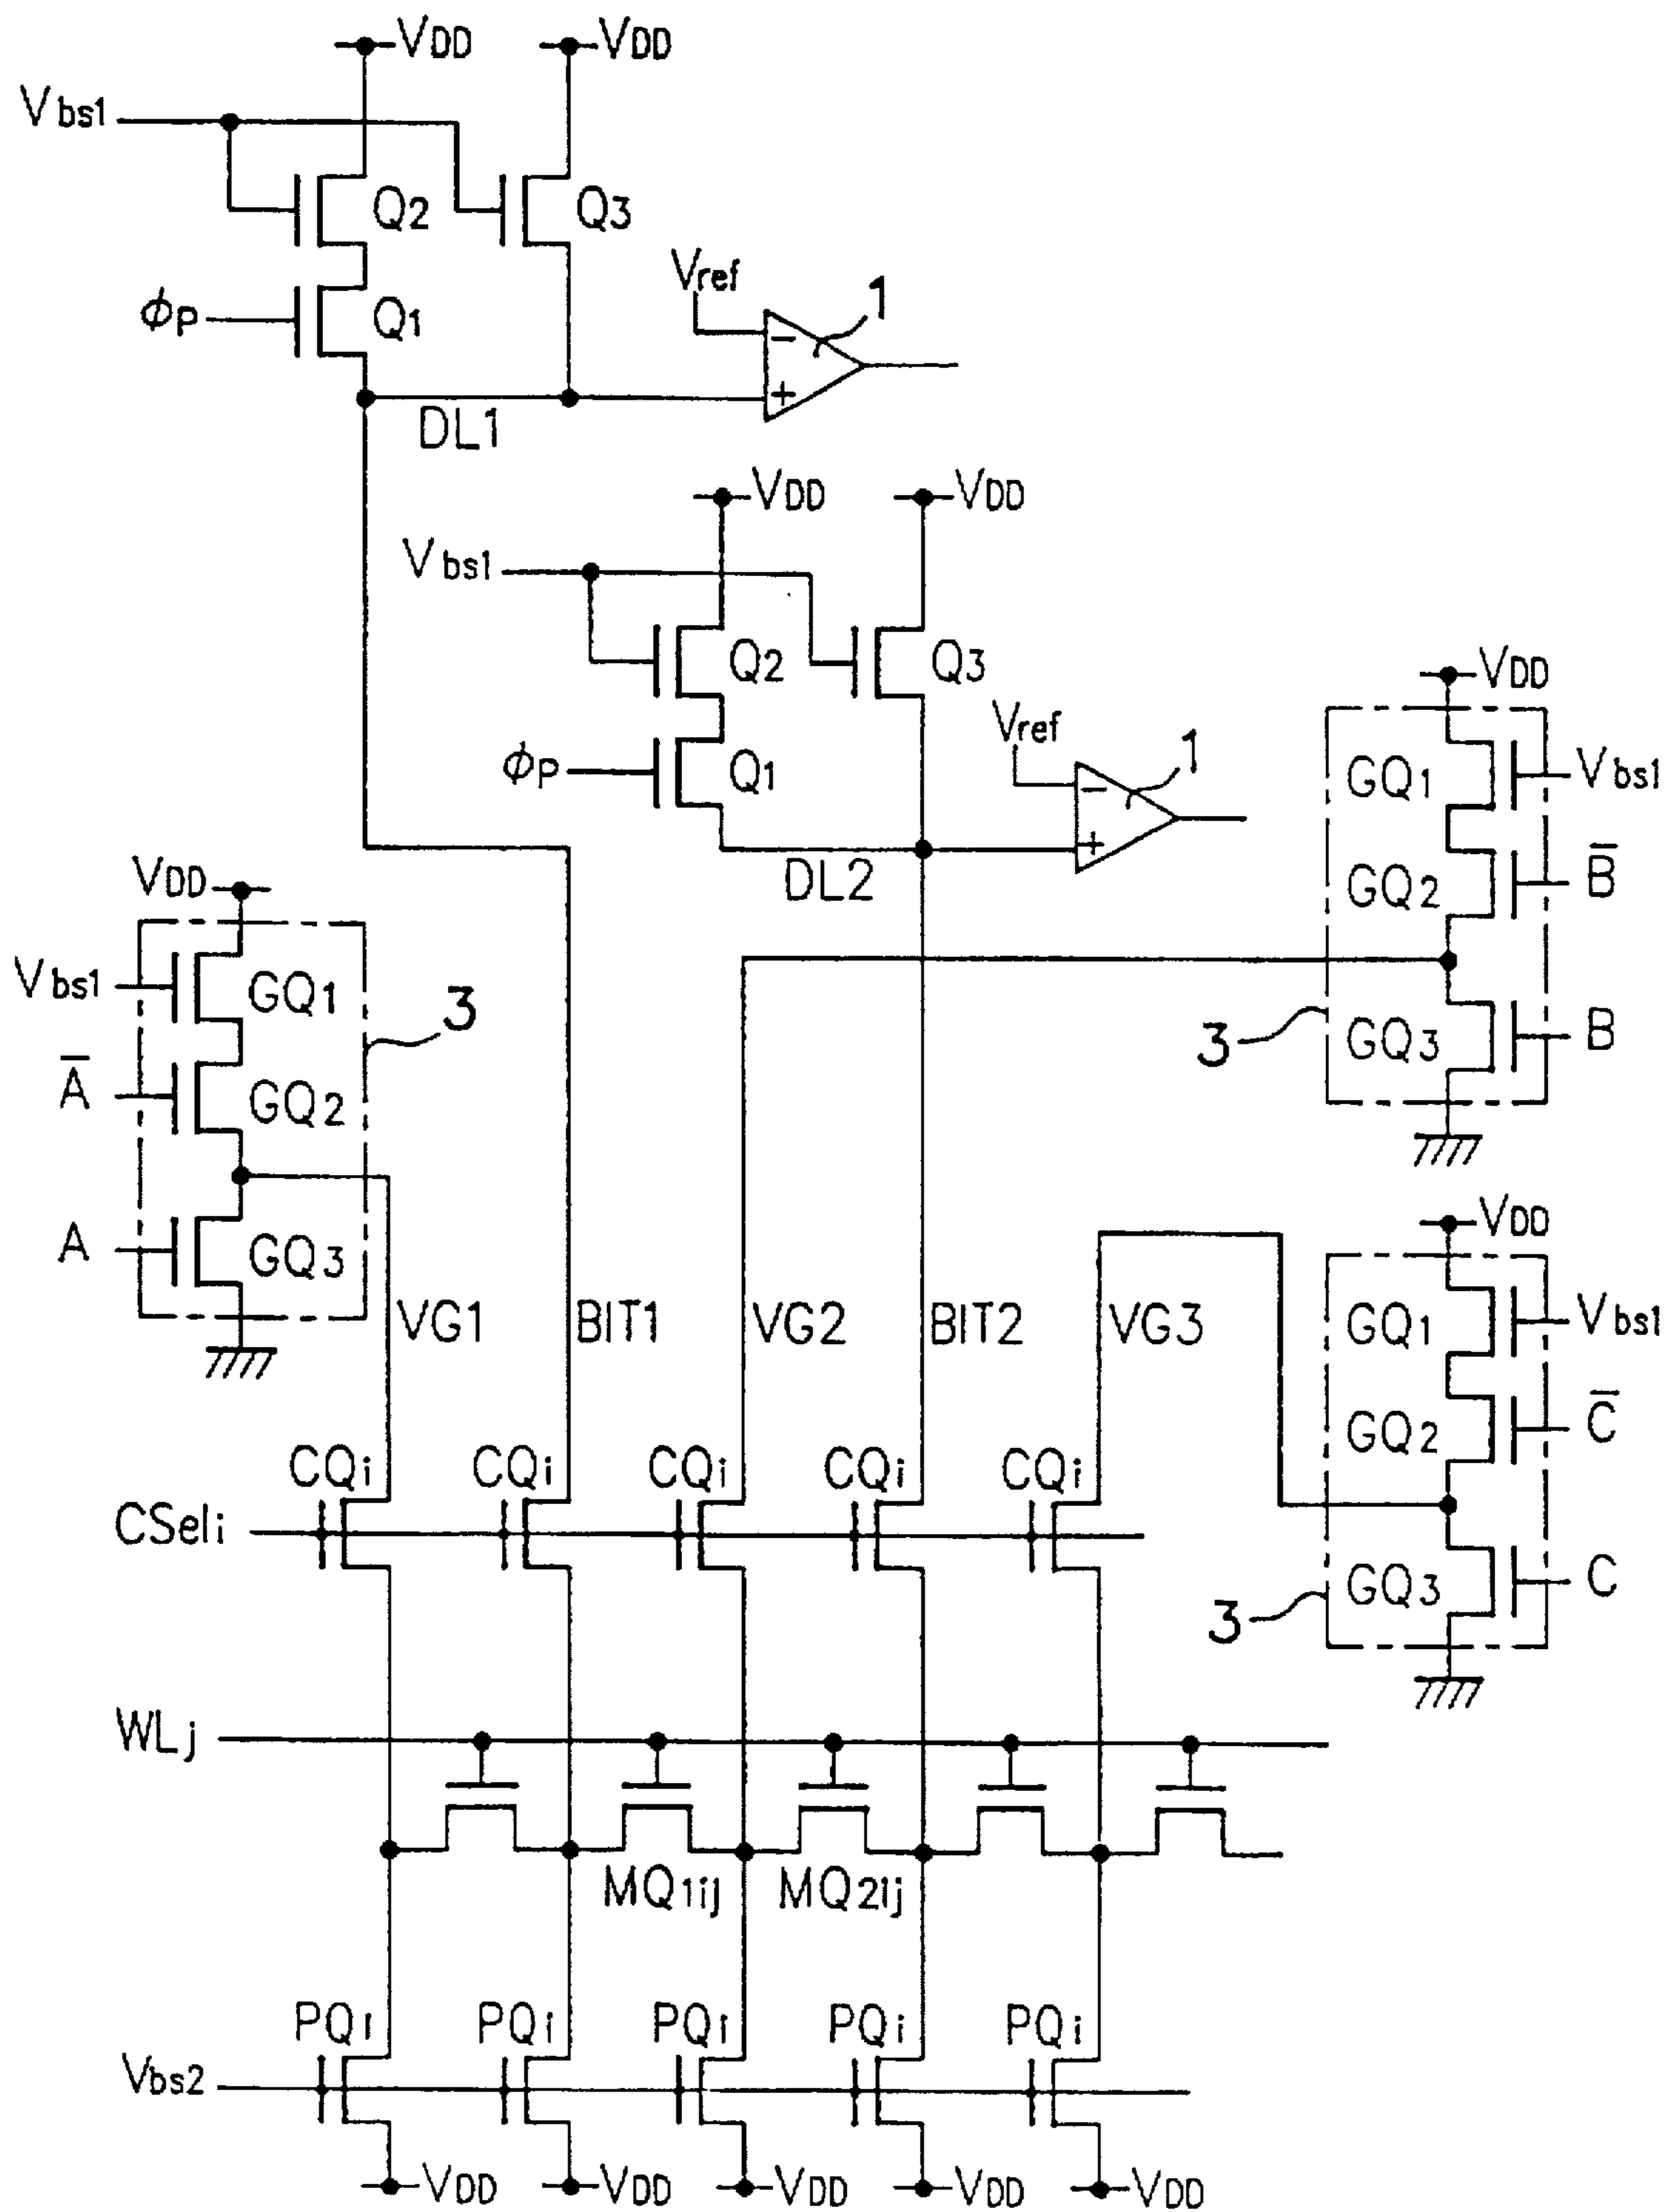 VDD VDD
Vbs1
Q2 Q3
Vref
1
ΦP Q1
-
+
DL1
VDD VDD
Vbs1
Q2 Q3
VDD
Vref
1
GQ1 Vbs1
ΦP Q1
-
+
DL2
GQ2 B̅
VDD
Vbs1 GQ1
3
3 GQ3 B
A̅ GQ2
A GQ3
VDD
VG1 BIT1 VG2 BIT2 VG3
GQ1 Vbs1
GQ2 C̅
CQi CQi CQi CQi CQi
CSeli
GQ3 C
3
WLj
MQ1ij MQ2ij
PQi PQi PQi PQi PQi
Vbs2
VDD VDD VDD VDD VDD